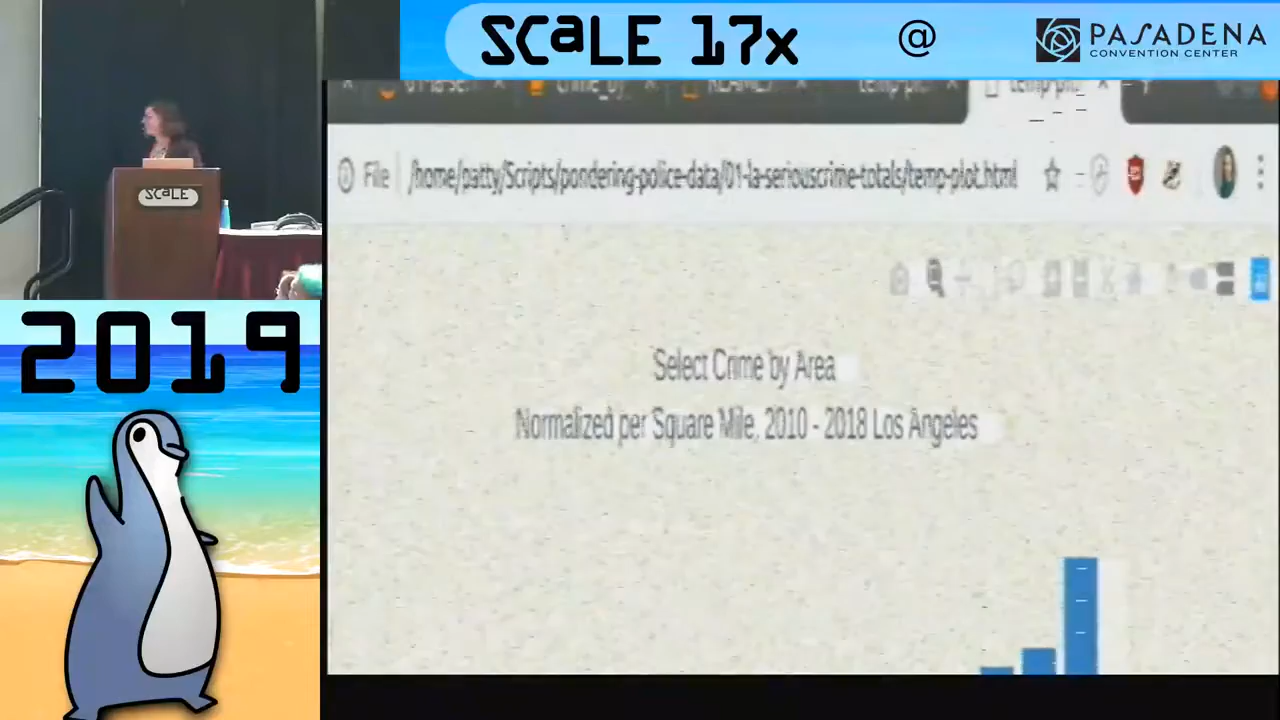 SCaLE 17x
@
PASADENA
CONVENTION CENTER
SCaLE
2019
File
/home/patty/Scripts/pondering-police-data/01-la-seriouscrime-totals/temp-plot.html
Select Crime by Area
Normalized per Square Mile, 2010 - 2018 Los Angeles